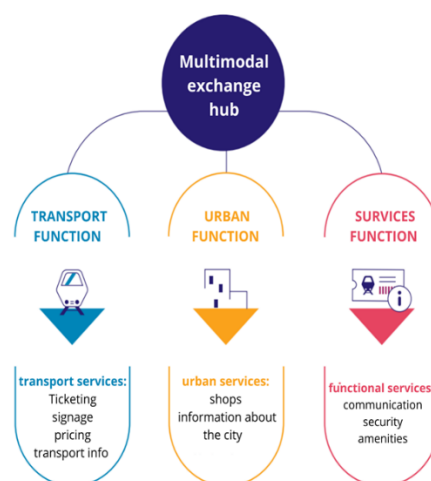 Multimodal
exchange
hub
TRANSPORT
FUNCTION
URBAN
FUNCTION
SURVICES
FUNCTION
transport services:
Ticketing
signage
pricing
transport info
urban services:
shops
information about
the city
functional services:
communication
security
amenities